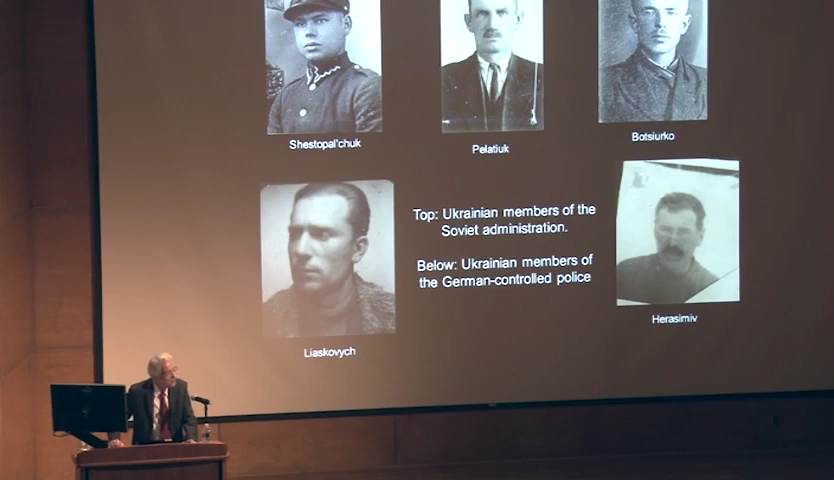 Shestopal'chuk
Pelatiuk
Botsiurko
Top: Ukrainian members of the
Soviet administration.
Below: Ukrainian members of
the German-controlled police
Liaskovych
Herasimiv